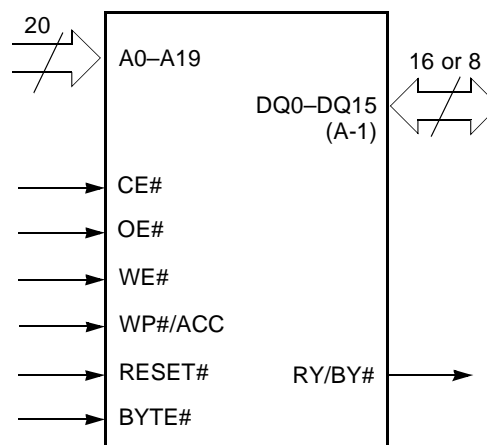 20
A0–A19
16 or 8
DQ0–DQ15
(A-1)
CE#
OE#
WE#
WP#/ACC
RESET#
RY/BY#
BYTE#